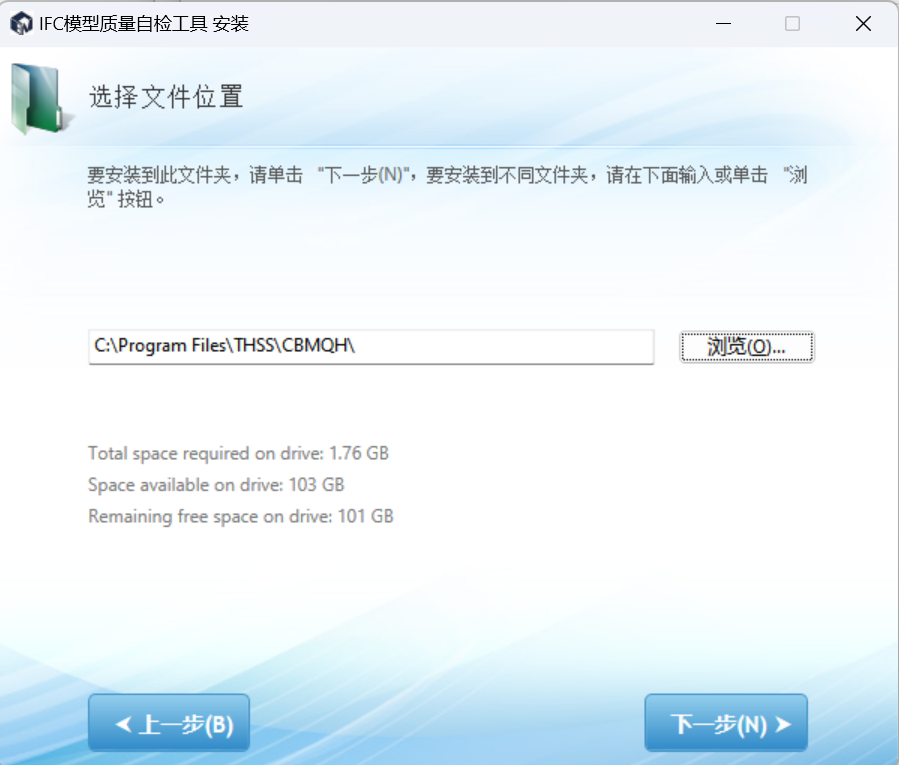 IFC模型质量自检工具 安装
选择文件位置
要安装到此文件夹，请单击 "下一步(N)"，要安装到不同文件夹，请在下面输入或单击 "浏
览" 按钮。
C:\Program Files\THSS\CBMQH\
浏览(O)...
Total space required on drive: 1.76 GB
Space available on drive: 103 GB
Remaining free space on drive: 101 GB
上一步(B)
下一步(N)